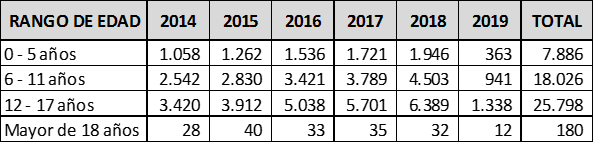 RANGO DE EDAD 2014 2015 2016 2017 2018 2019 TOTAL
0 - 5 años 1.058 1.262 1.536 1.721 1.946 363 7.886
6 - 11 años 2.542 2.830 3.421 3.789 4.503 941 18.026
12 - 17 años 3.420 3.912 5.038 5.701 6.389 1.338 25.798
Mayor de 18 años 28 40 33 35 32 12 180